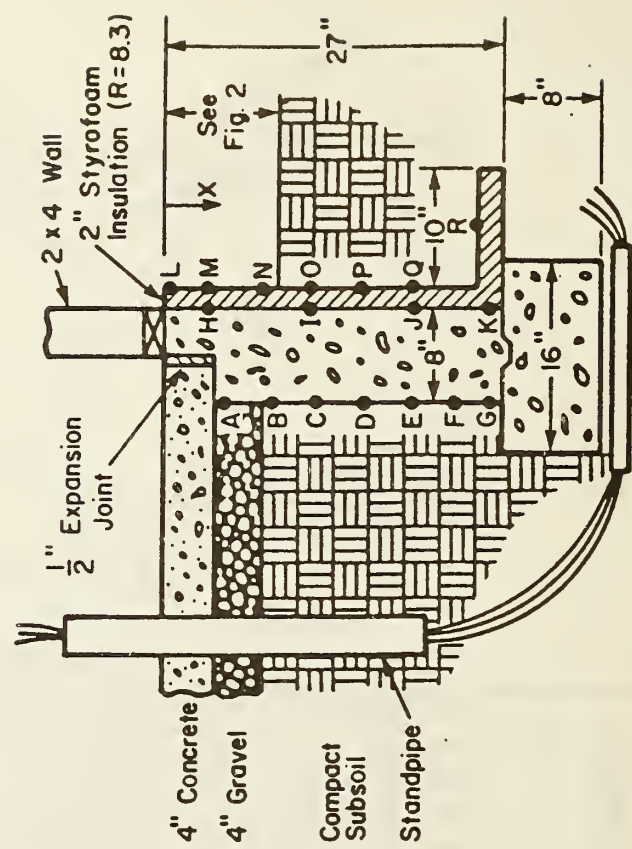 2 x 4 Wall
2" Styrofoam
Insulation (R=8.3)
1/2" Expansion
Joint
4" Concrete
4" Gravel
Compact
Subsoil
Standpipe
L
M
N
O
P
Q
R
H
I
J
K
A
B
C
D
E
F
G
X
See
Fig. 2
27"
10"
8"
8"
16"